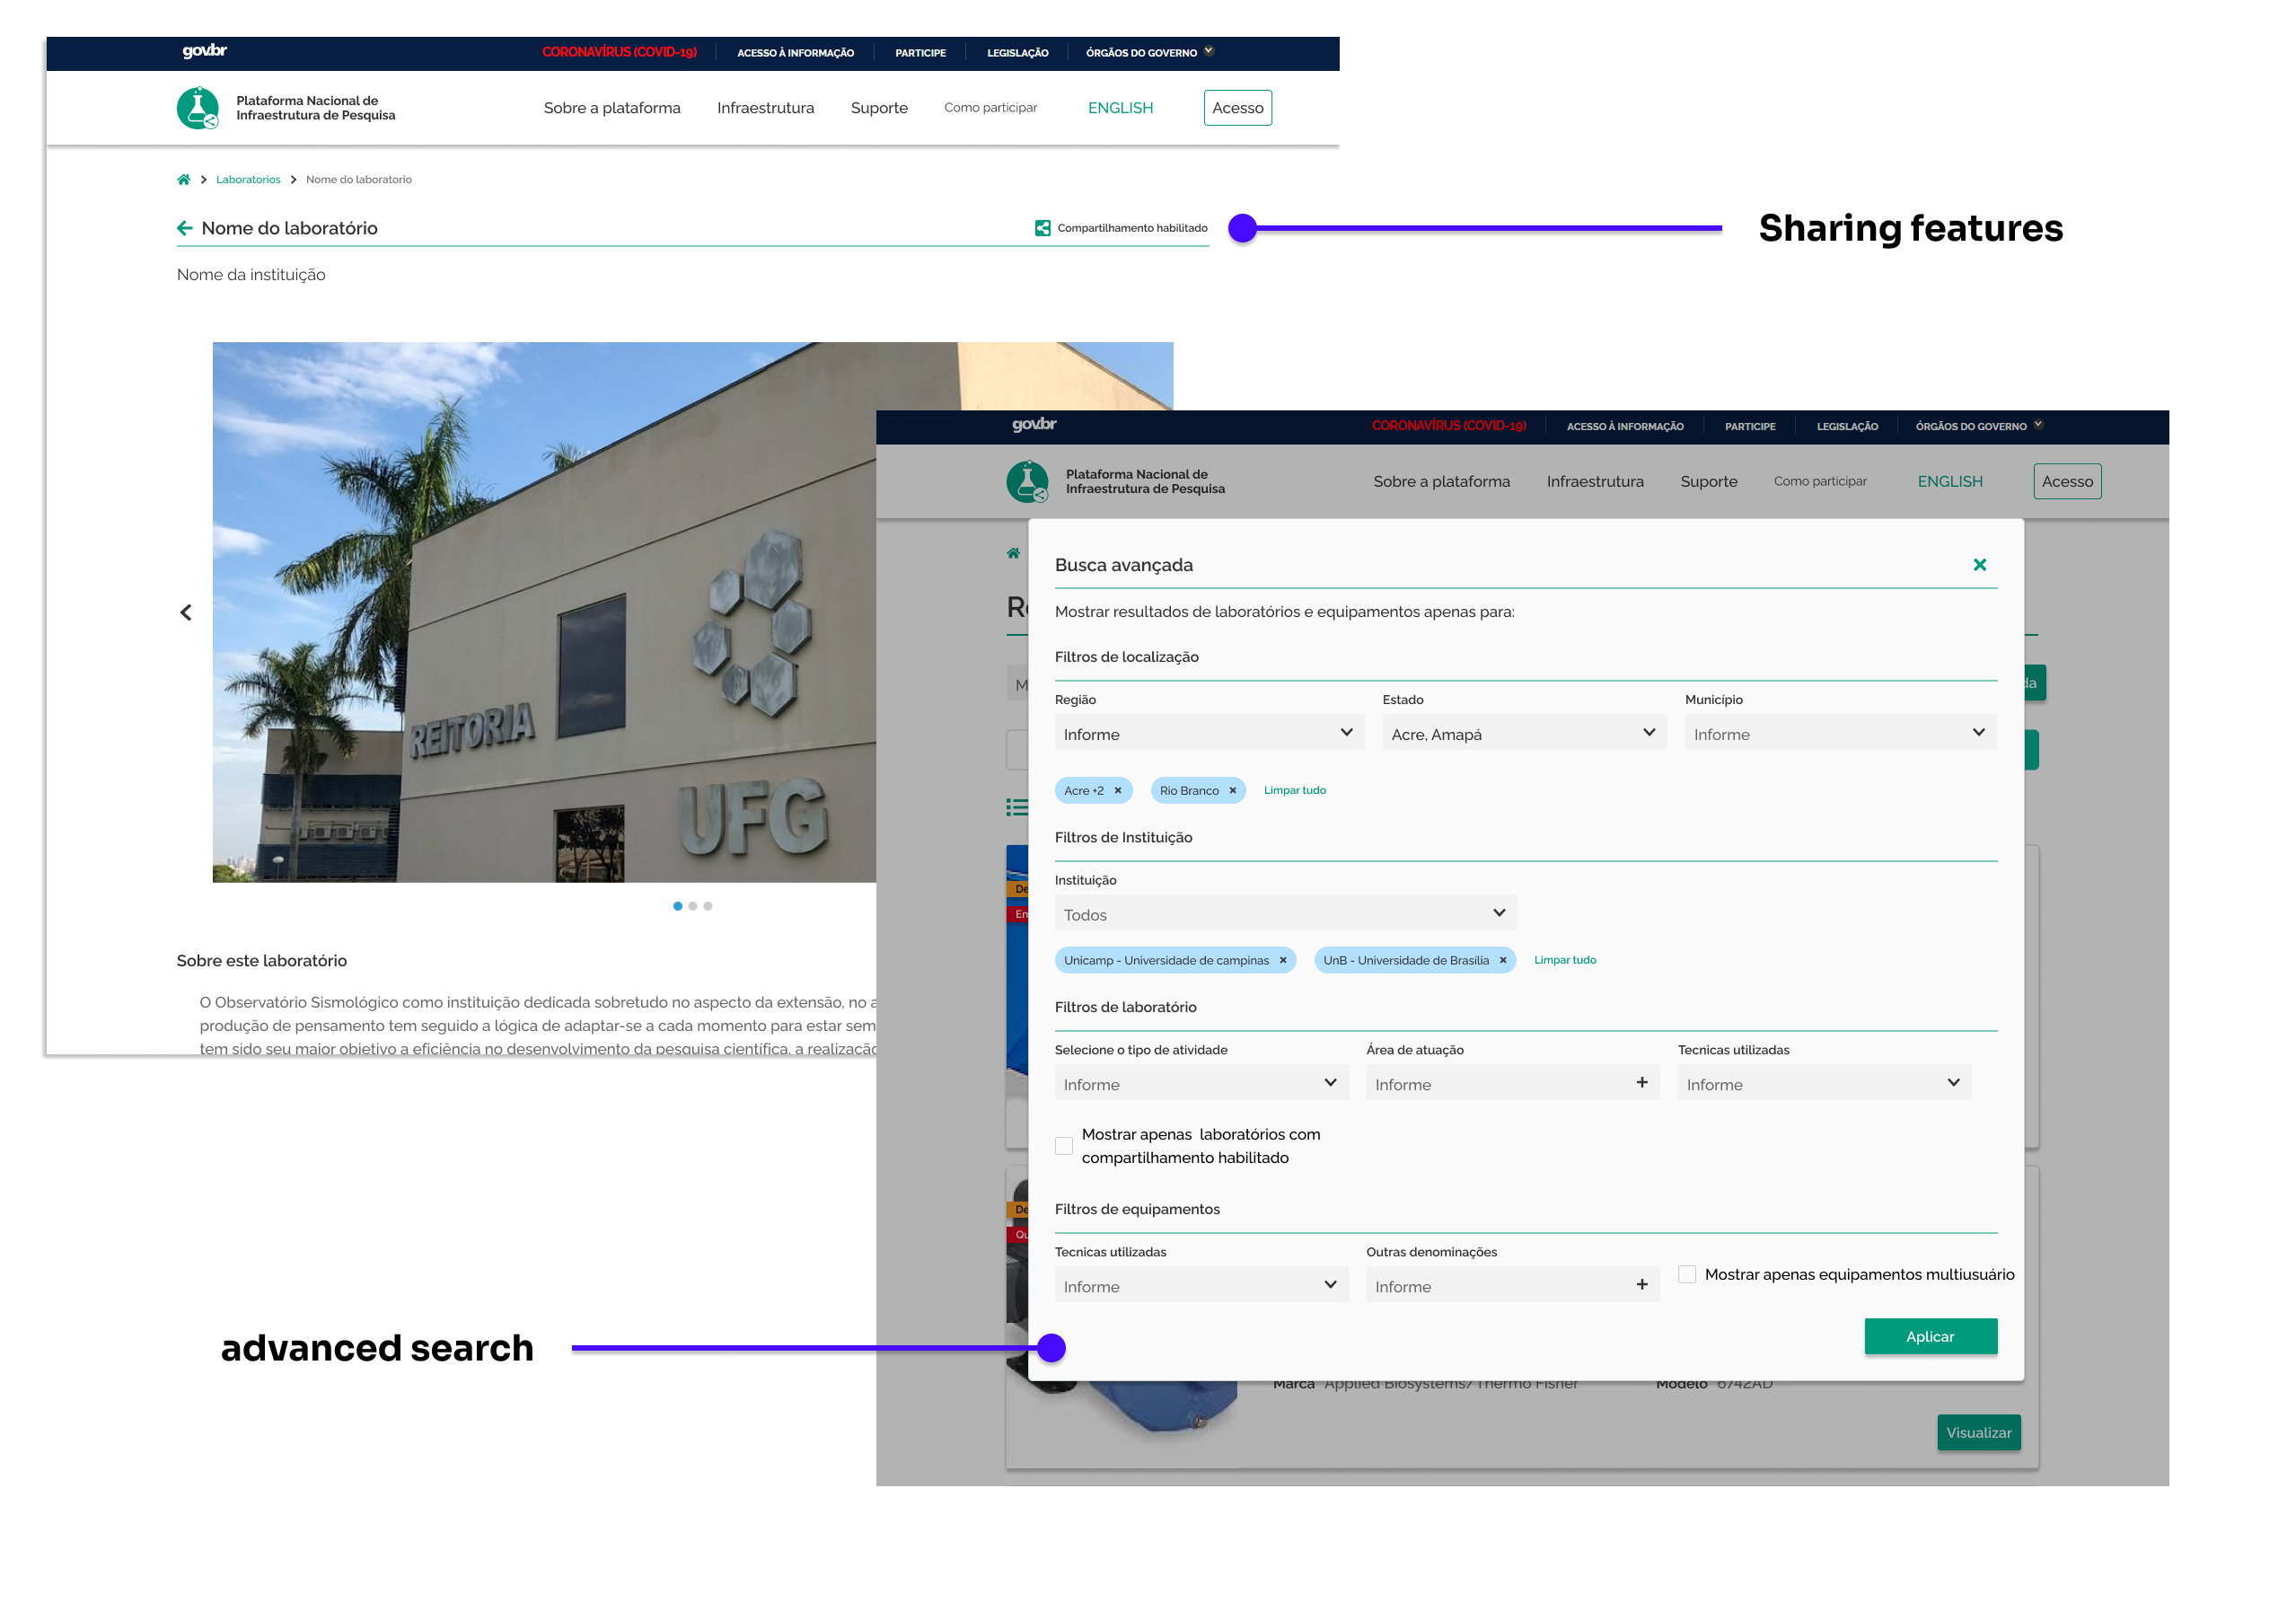 gov.br
CORONAVÍRUS (COVID-19)
ACESSO À INFORMAÇÃO
PARTICIPE
LEGISLAÇÃO
ÓRGÃOS DO GOVERNO
Plataforma Nacional de
Infraestrutura de Pesquisa
Sobre a plataforma
Infraestrutura
Suporte
Como participar
ENGLISH
Acesso
Laboratorios
Nome do laboratorio
Nome do laboratório
Compartilhamento habilitado
Sharing features
Nome da instituição
REITORIA
UFG
Sobre este laboratório
O Observatório Sismológico como instituição dedicada sobretudo no aspecto da extensão, no
produção de pensamento tem seguido a lógica de adaptar-se a cada momento para estar sem
tem sido seu maior objetivo a eficiência no desenvolvimento da pesquisa científica, a realizaçã
gov.br
CORONAVÍRUS (COVID-19)
ACESSO À INFORMAÇÃO
PARTICIPE
LEGISLAÇÃO
ÓRGÃOS DO GOVERNO
Plataforma Nacional de
Infraestrutura de Pesquisa
Sobre a plataforma
Infraestrutura
Suporte
Como participar
ENGLISH
Acesso
Busca avançada
Mostrar resultados de laboratórios e equipamentos apenas para:
Filtros de localização
Região
Estado
Município
Informe
Acre, Amapá
Informe
Acre +2
Rio Branco
Limpar tudo
Filtros de Instituição
Instituição
Todos
De
Em
Unicamp - Universidade de campinas
UnB - Universidade de Brasília
Limpar tudo
Filtros de laboratório
Selecione o tipo de atividade
Área de atuação
Tecnicas utilizadas
Informe
Informe
Informe
Mostrar apenas laboratórios com
compartilhamento habilitado
De
Qu
Filtros de equipamentos
Tecnicas utilizadas
Outras denominações
Informe
Informe
Mostrar apenas equipamentos multiusuário
Aplicar
advanced search
Marca Applied Biosystems/Thermo Fisher
Modelo 6742AD
Visualizar